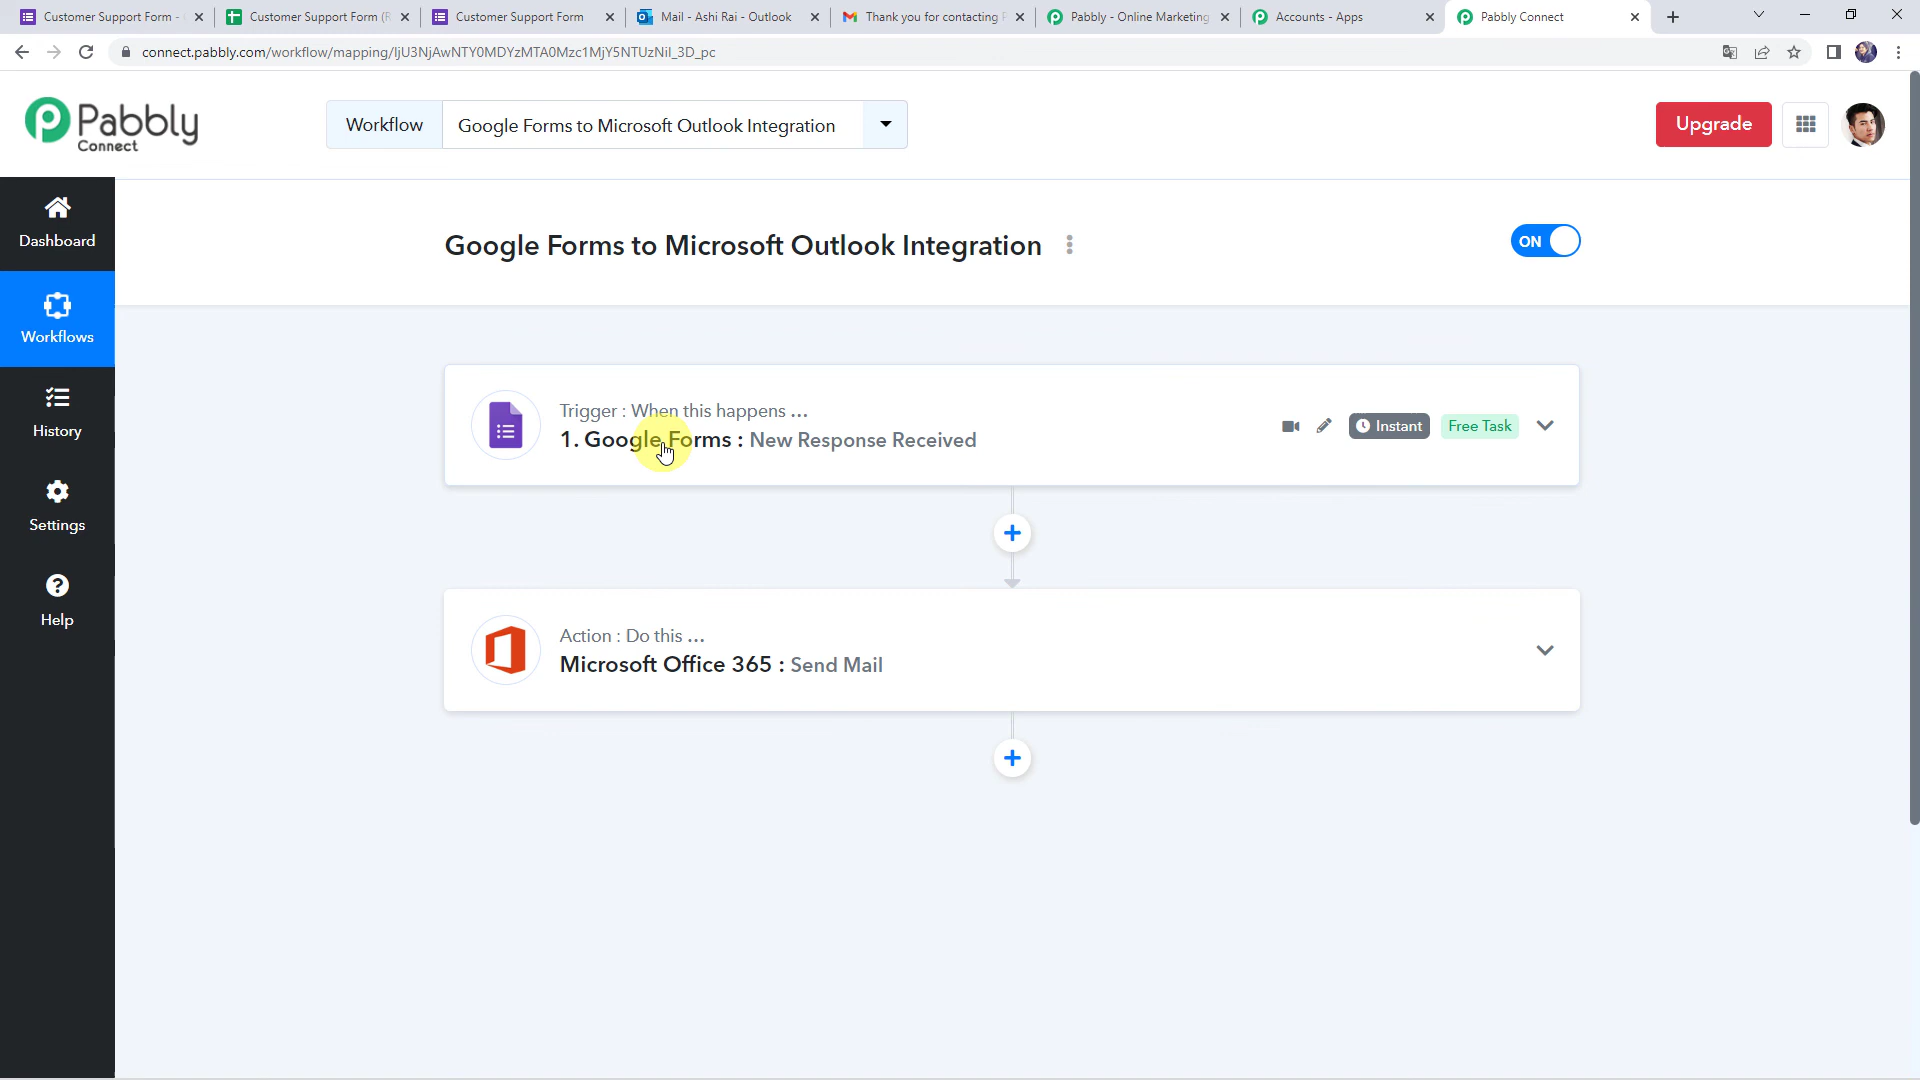 Customer Support Form -
Customer Support Form (R
Customer Support Form
Mail - Ashi Rai - Outlook
Thank you for contacting P
Pabbly - Online Marketing
Accounts - Apps
Pabbly Connect
connect.pabbly.com/workflow/mapping/IjU3NjAwNTY0MDYzMTA0Mzc1MjY5NTUzNiI_3D_pc
Pabbly
Connect
Workflow
Google Forms to Microsoft Outlook Integration
Upgrade
Dashboard
Workflows
History
Settings
Help
Google Forms to Microsoft Outlook Integration
ON
Trigger : When this happens ...
1. Google Forms : New Response Received
Instant
Free Task
Action : Do this ...
Microsoft Office 365 : Send Mail